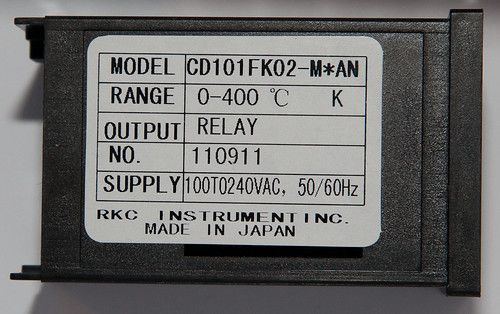 MODEL CD101FK02-M*AN
RANGE 0-400 ℃ K
OUTPUT RELAY
NO. 110911
SUPPLY 100TO240VAC, 50/60Hz
RKC INSTRUMENT INC.
MADE IN JAPAN